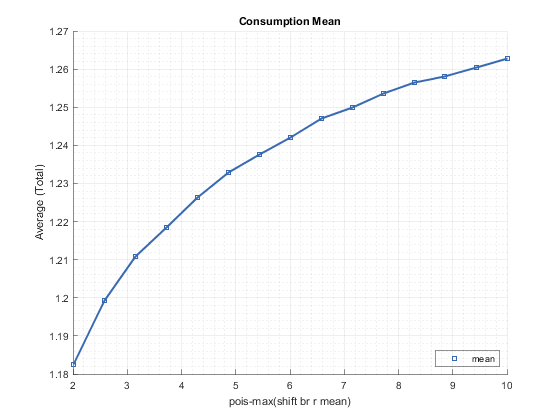 Consumption Mean
1.27
1.26
1.25
1.24
1.23
1.22
1.21
1.2
1.19
1.18
Average (Total)
2 3 4 5 6 7 8 9 10
pois-max(shift br r mean)
mean